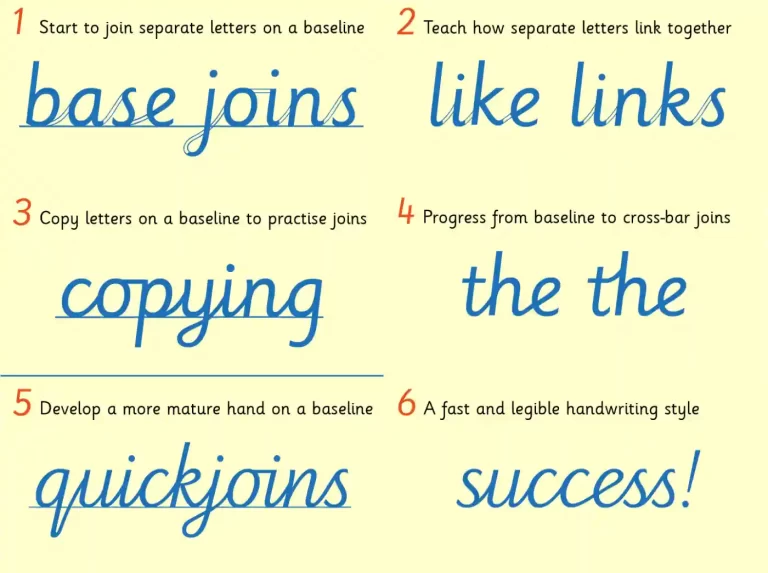 1 Start to join separate letters on a baseline
base joins
2 Teach how separate letters link together
like links
3 Copy letters on a baseline to practise joins
copying
4 Progress from baseline to cross-bar joins
the the
5 Develop a more mature hand on a baseline
quickjoins
6 A fast and legible handwriting style
success!